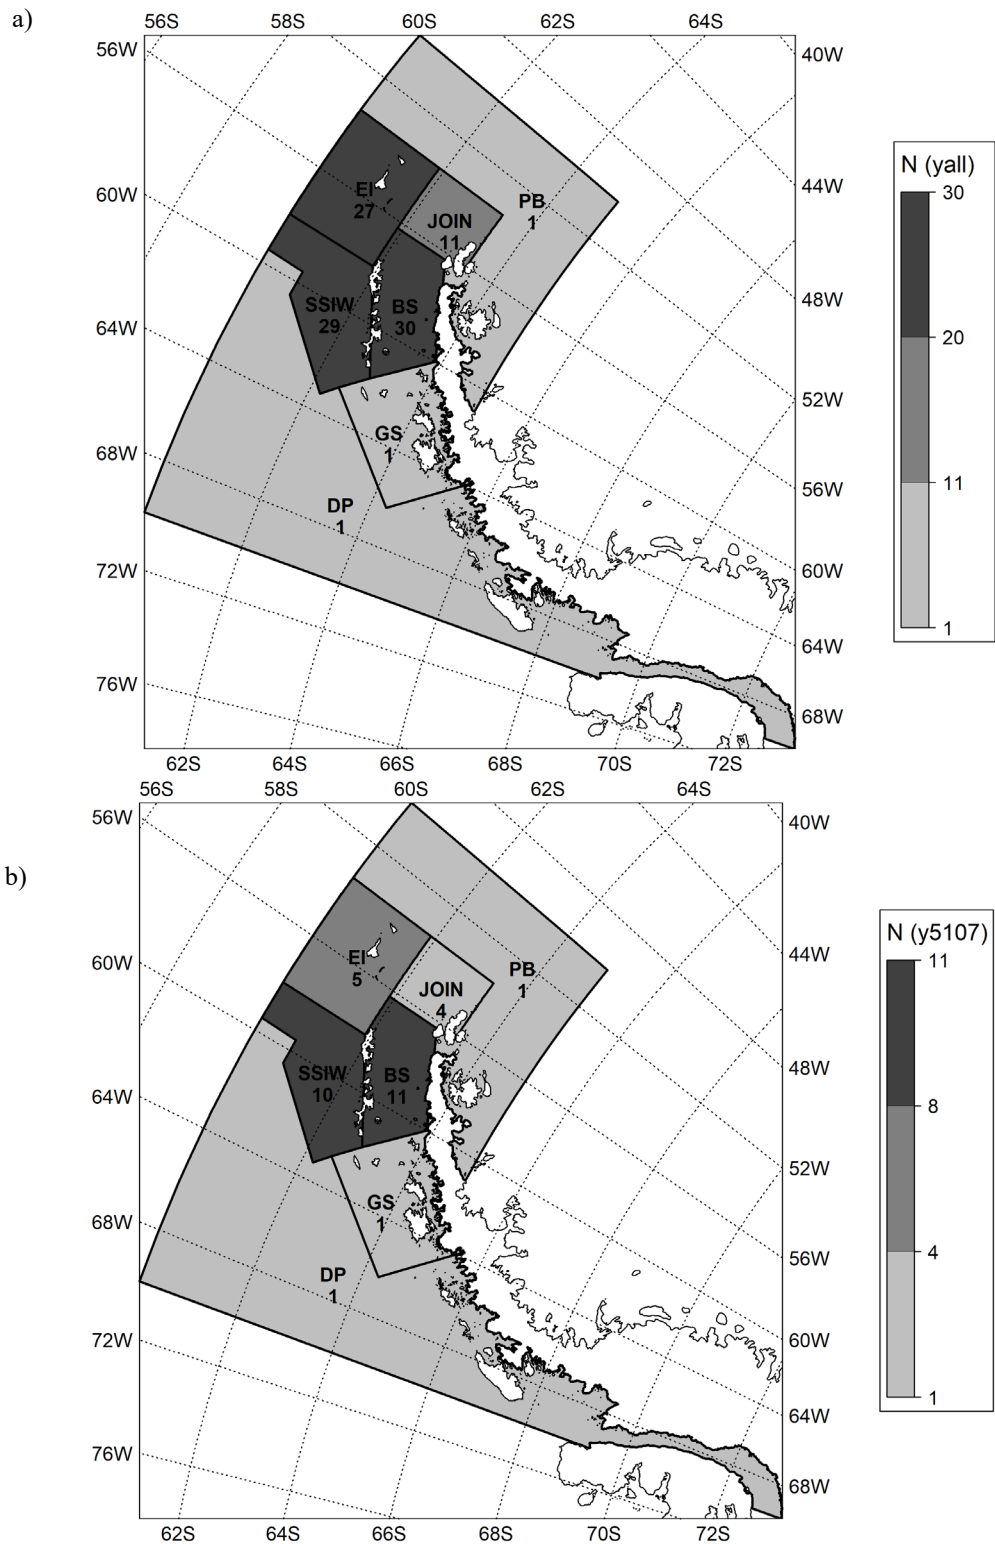 a)
56S 58S 60S 62S 64S
56W
40W
N (yall)
30
44W
60W
EI
27
PB
1
JOIN
11
48W
SSIW
29
BS
30
64W
20
52W
GS
1
68W
11
56W
DP
1
72W
60W
1
64W
76W
68W
62S 64S 66S 68S 70S 72S
56S 58S 60S 62S 64S
56W
40W
b)
N (y5107)
11
44W
60W
EI
5
PB
1
JOIN
4
48W
SSIW
10
BS
11
64W
8
52W
GS
1
68W
4
56W
DP
1
72W
60W
1
64W
76W
68W
62S 64S 66S 68S 70S 72S